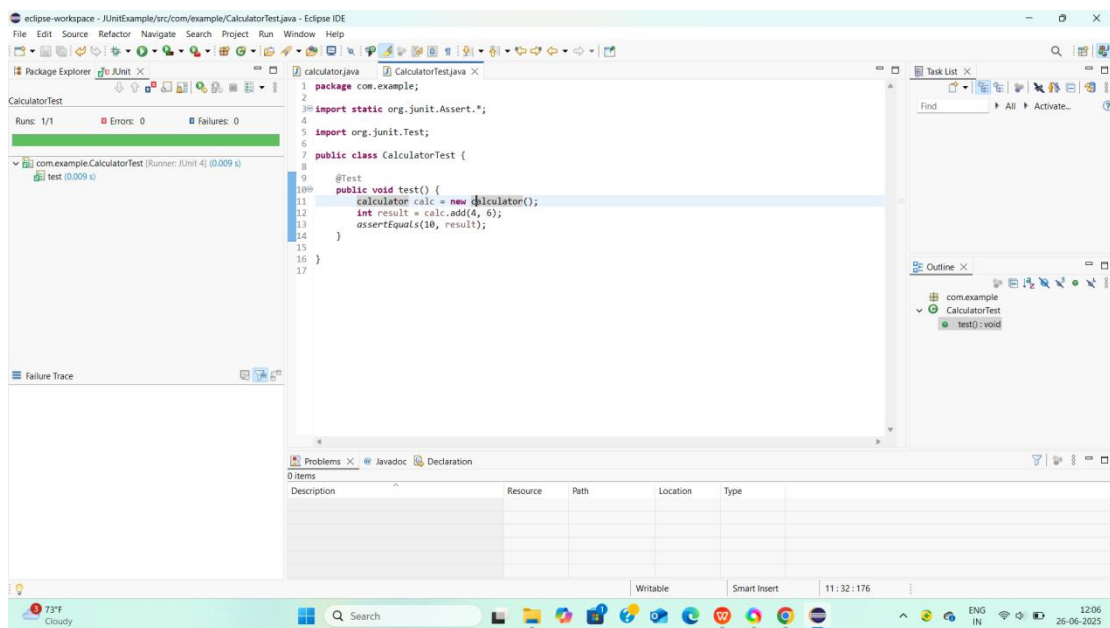 eclipse-workspace - JUnitExample/src/com/example/CalculatorTest.java - Eclipse IDE
File Edit Source Refactor Navigate Search Project Run Window Help
Package Explorer JUnit
CalculatorTest
Runs: 1/1 Errors: 0 Failures: 0
com.example.CalculatorTest [Runner: JUnit 4] (0.009 s)
test (0.009 s)
Failure Trace
calculator.java CalculatorTest.java
1 package com.example;
2
3 import static org.junit.Assert.*;
4
5 import org.junit.Test;
6
7 public class CalculatorTest {
8
9 @Test
10 public void test() {
11 calculator calc = new calculator();
12 int result = calc.add(4, 6);
13 assertEquals(10, result);
14 }
15
16 }
17
Task List
Find All Activate...
Outline
com.example
CalculatorTest
test() : void
Problems Javadoc Declaration
0 items
Description Resource Path Location Type
Writable Smart Insert 11 : 32 : 176
3 73°F
Cloudy
Search
ENG
IN
12:06
26-06-2025